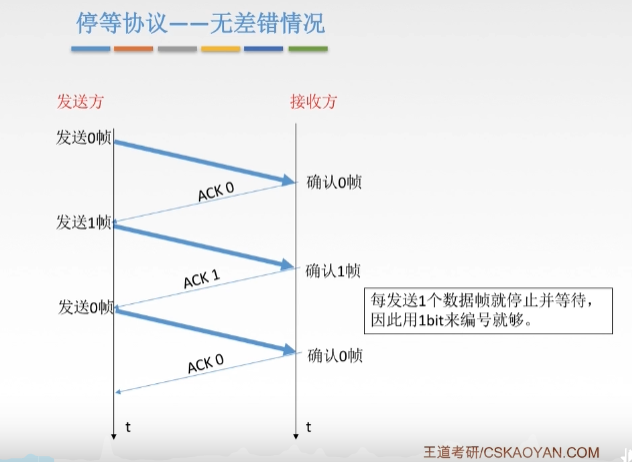 停等协议——无差错情况
发送方
接收方
发送0帧
ACK 0
确认0帧
发送1帧
ACK 1
确认1帧
发送0帧
每发送1个数据帧就停止并等待，
因此用1bit来编号就够。
ACK 0
确认0帧
t
t
王道考研/CSKAOYAN.COM